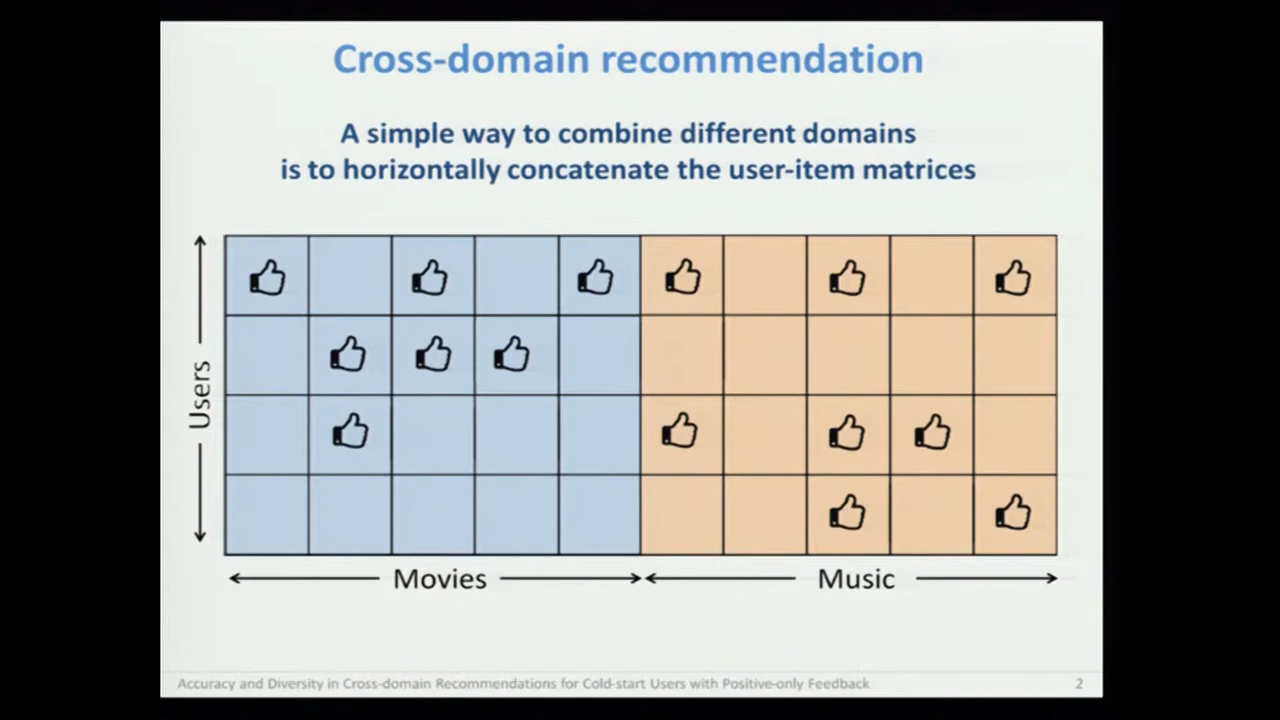 Cross-domain recommendation
A simple way to combine different domains
is to horizontally concatenate the user-item matrices
Users
Movies
Music
Accuracy and Diversity in Cross-domain Recommendations for Cold-start Users with Positive-only Feedback
2